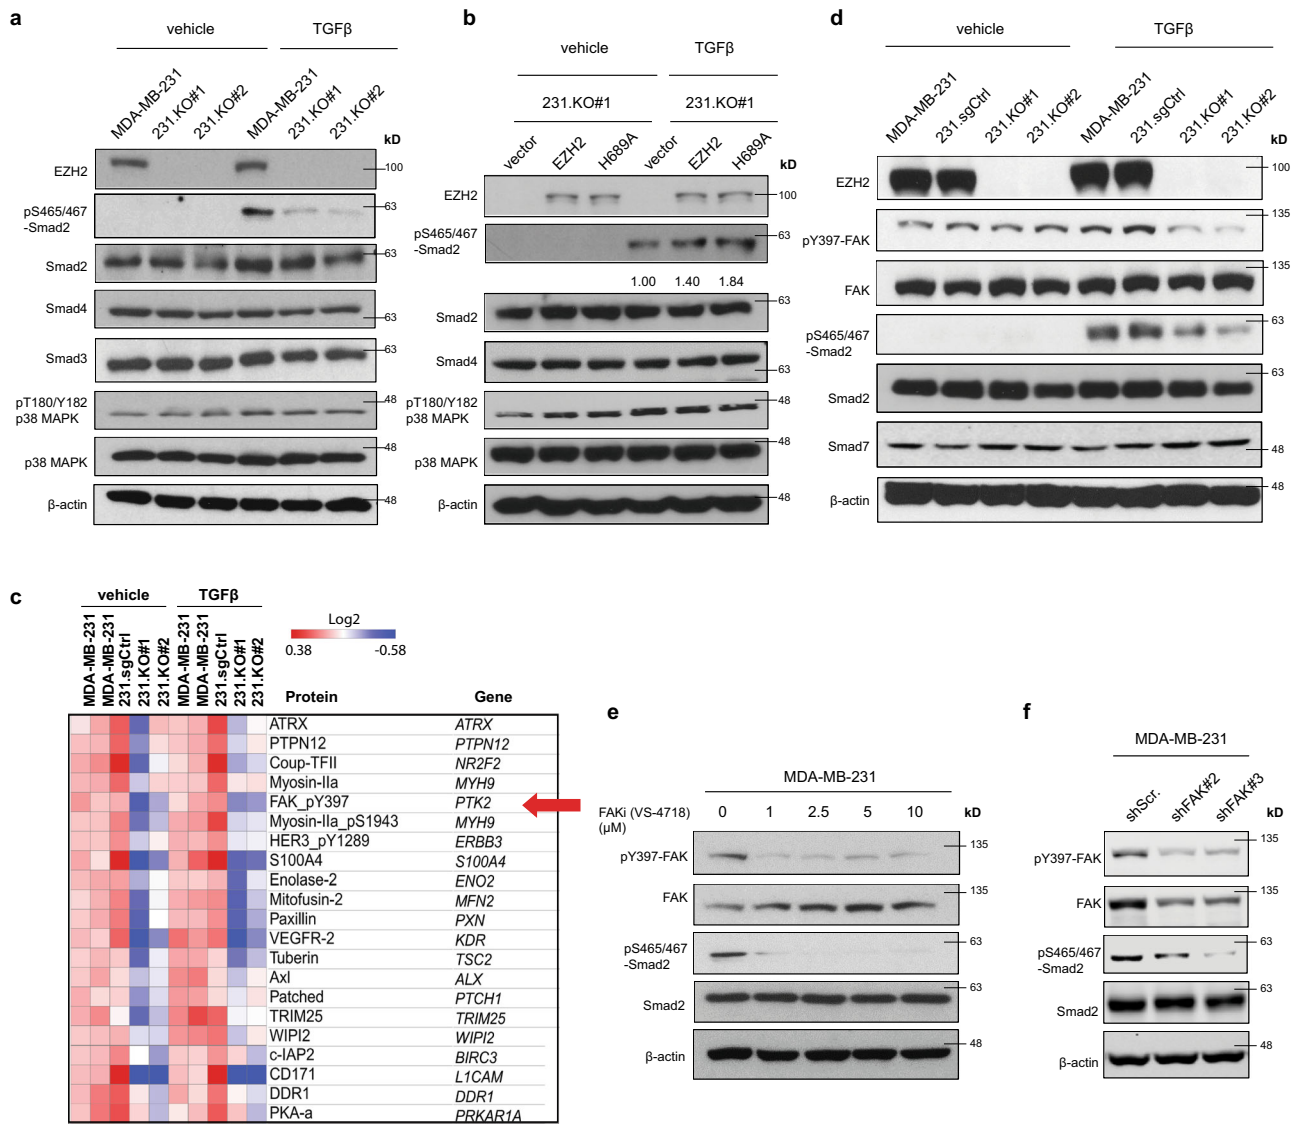 a
vehicle
TGFβ
MDA-MB-231
231.KO#1
231.KO#2
MDA-MB-231
231.KO#1
231.KO#2
kD
EZH2
100
pS465/467
-Smad2
63
Smad2
63
Smad4
63
Smad3
63
pT180/Y182
p38 MAPK
48
p38 MAPK
48
β-actin
48
b
vehicle
TGFβ
231.KO#1
231.KO#1
vector
EZH2
H689A
vector
EZH2
H689A
kD
EZH2
100
pS465/467
-Smad2
63
1.00 1.40 1.84
Smad2
63
Smad4
63
pT180/Y182
p38 MAPK
48
p38 MAPK
48
β-actin
48
d
vehicle
TGFβ
MDA-MB-231
231.sgCtrl
231.KO#1
231.KO#2
MDA-MB-231
231.sgCtrl
231.KO#1
231.KO#2
kD
EZH2
100
pY397-FAK
135
FAK
135
pS465/467
-Smad2
63
Smad2
63
Smad7
48
β-actin
48
c
vehicle
TGFβ
MDA-MB-231
MDA-MB-231
231.sgCtrl
231.KO#1
231.KO#2
MDA-MB-231
MDA-MB-231
231.sgCtrl
231.KO#1
231.KO#2
Log2
0.38 -0.58
Protein Gene
ATRX ATRX
PTPN12 PTPN12
Coup-TFII NR2F2
Myosin-IIa MYH9
FAK_pY397 PTK2
Myosin-IIa_pS1943 MYH9
HER3_pY1289 ERBB3
S100A4 S100A4
Enolase-2 ENO2
Mitofusin-2 MFN2
Paxillin PXN
VEGFR-2 KDR
Tuberin TSC2
Axl ALX
Patched PTCH1
TRIM25 TRIM25
WIPI2 WIPI2
c-IAP2 BIRC3
CD171 L1CAM
DDR1 DDR1
PKA-a PRKAR1A
e
MDA-MB-231
FAKi (VS-4718)
(µM)
0 1 2.5 5 10 kD
pY397-FAK
135
FAK
135
pS465/467
-Smad2
63
Smad2
63
β-actin
48
f
MDA-MB-231
shScr.
shFAK#2
shFAK#3
kD
pY397-FAK
135
FAK
135
pS465/467
-Smad2
63
Smad2
63
β-actin
48